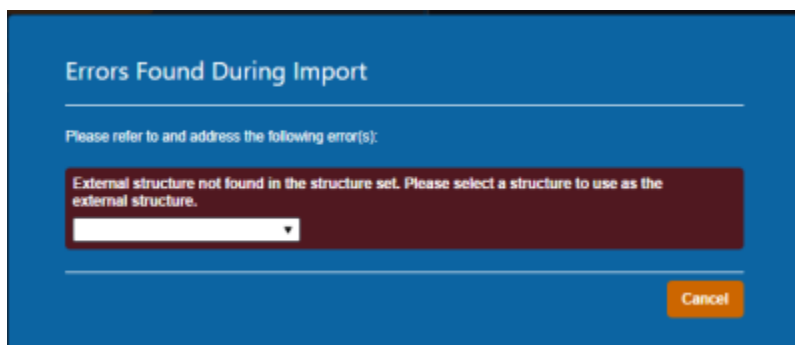 Errors Found During Import
Please refer to and address the following error(s):
External structure not found in the structure set. Please select a structure to use as the
external structure.
Cancel